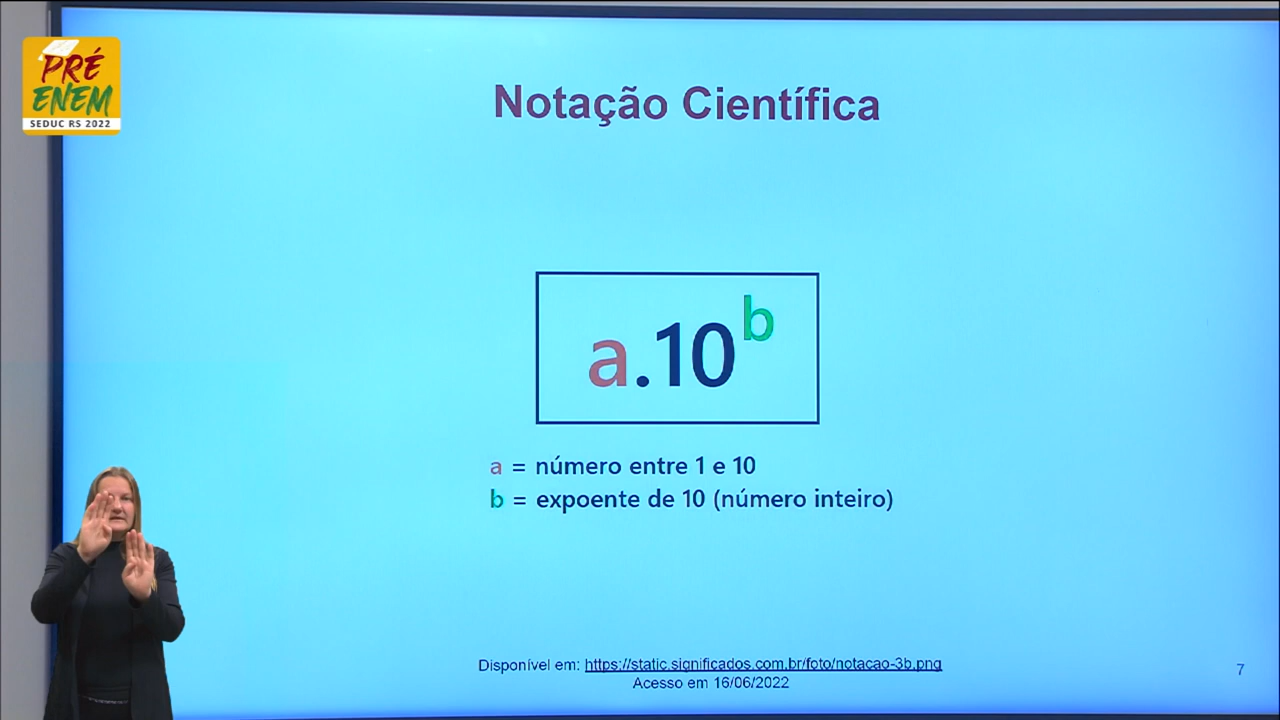 PRÉ
ENEM
SEDUC RS 2022
Notação Científica
a.10^b
a = número entre 1 e 10
b = expoente de 10 (número inteiro)
Disponível em: https://static.significados.com.br/foto/notacao-3b.png
Acesso em 16/06/2022
7